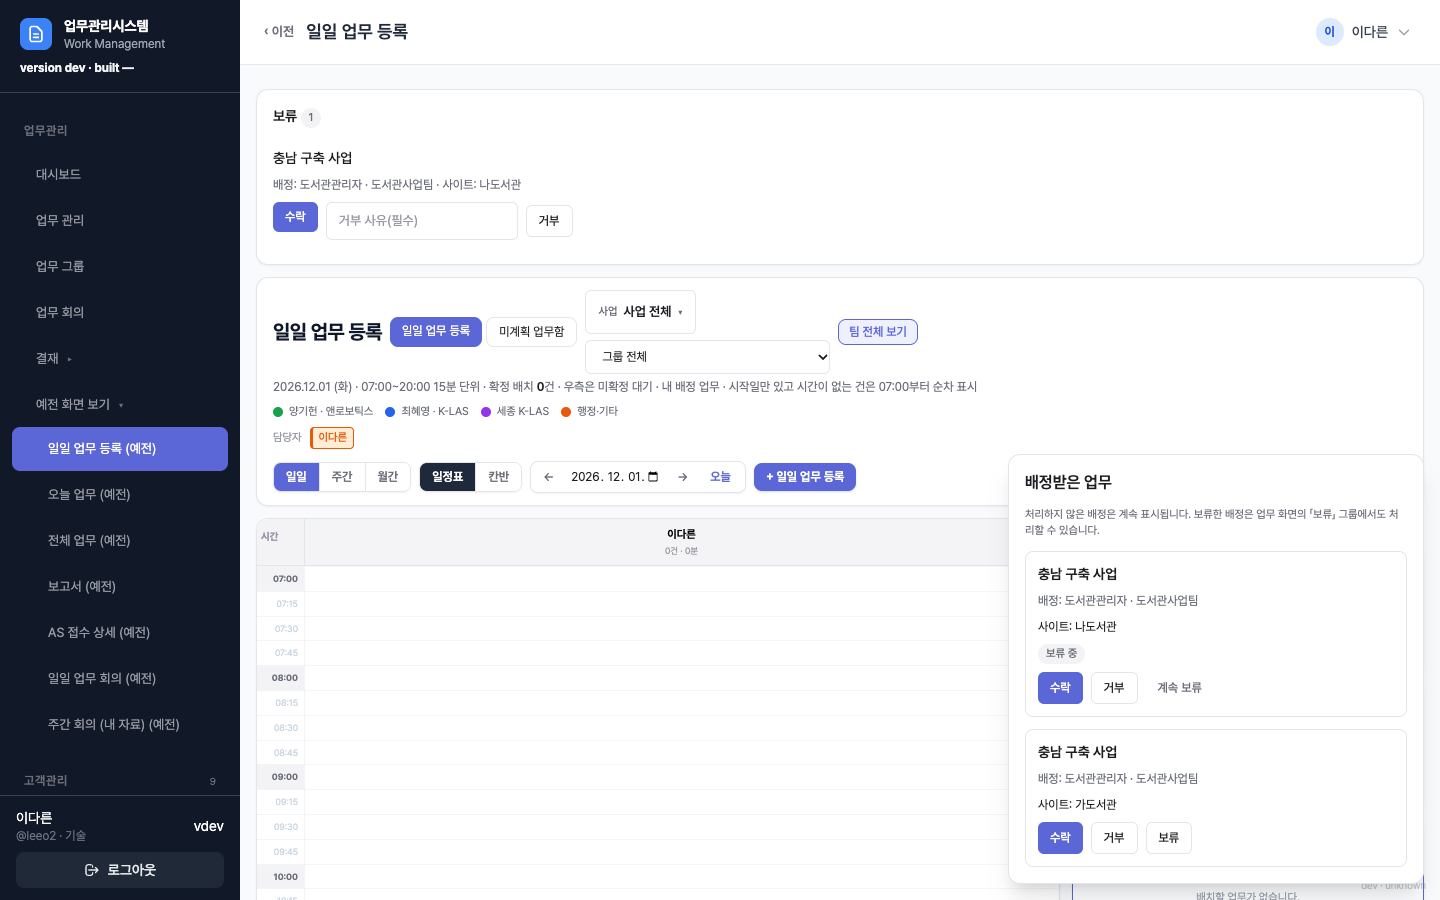 업무관리시스템
Work Management
version dev · built —
업무관리
대시보드
업무 관리
업무 그룹
업무 회의
결재 ▸
예전 화면 보기 ▾
일일 업무 등록 (예전)
오늘 업무 (예전)
전체 업무 (예전)
보고서 (예전)
AS 접수 상세 (예전)
일일 업무 회의 (예전)
주간 회의 (내 자료) (예전)
고객관리 9
이다른
@leeo2 · 기술
vdev
로그아웃
‹ 이전 일일 업무 등록
이 이다른
보류 1
충남 구축 사업
배정: 도서관관리자 · 도서관사업팀 · 사이트: 나도서관
수락 거부 사유(필수) 거부
일일 업무 등록 일일 업무 등록 미계획 업무함 사업 사업 전체 ▾
그룹 전체
팀 전체 보기
2026.12.01 (화) · 07:00~20:00 15분 단위 · 확정 배치 0건 · 우측은 미확정 대기 · 내 배정 업무 · 시작일만 있고 시간이 없는 건은 07:00부터 순차 표시
양기헌 · 앤로보틱스 최혜영 · K-LAS 세종 K-LAS 행정·기타
담당자 이다른
일일 주간 월간 일정표 칸반 ← 2026. 12. 01. → 오늘 + 일일 업무 등록
시간 이다른
0건 · 0분
07:00
07:15
07:30
07:45
08:00
08:15
08:30
08:45
09:00
09:15
09:30
09:45
10:00
10:15
배정받은 업무
처리하지 않은 배정은 계속 표시됩니다. 보류한 배정은 업무 화면의 「보류」 그룹에서도 처
리할 수 있습니다.
충남 구축 사업
배정: 도서관관리자 · 도서관사업팀
사이트: 나도서관
보류 중
수락 거부 계속 보류
충남 구축 사업
배정: 도서관관리자 · 도서관사업팀
사이트: 가도서관
수락 거부 보류
dev · unknown
배치할 업무가 없습니다.